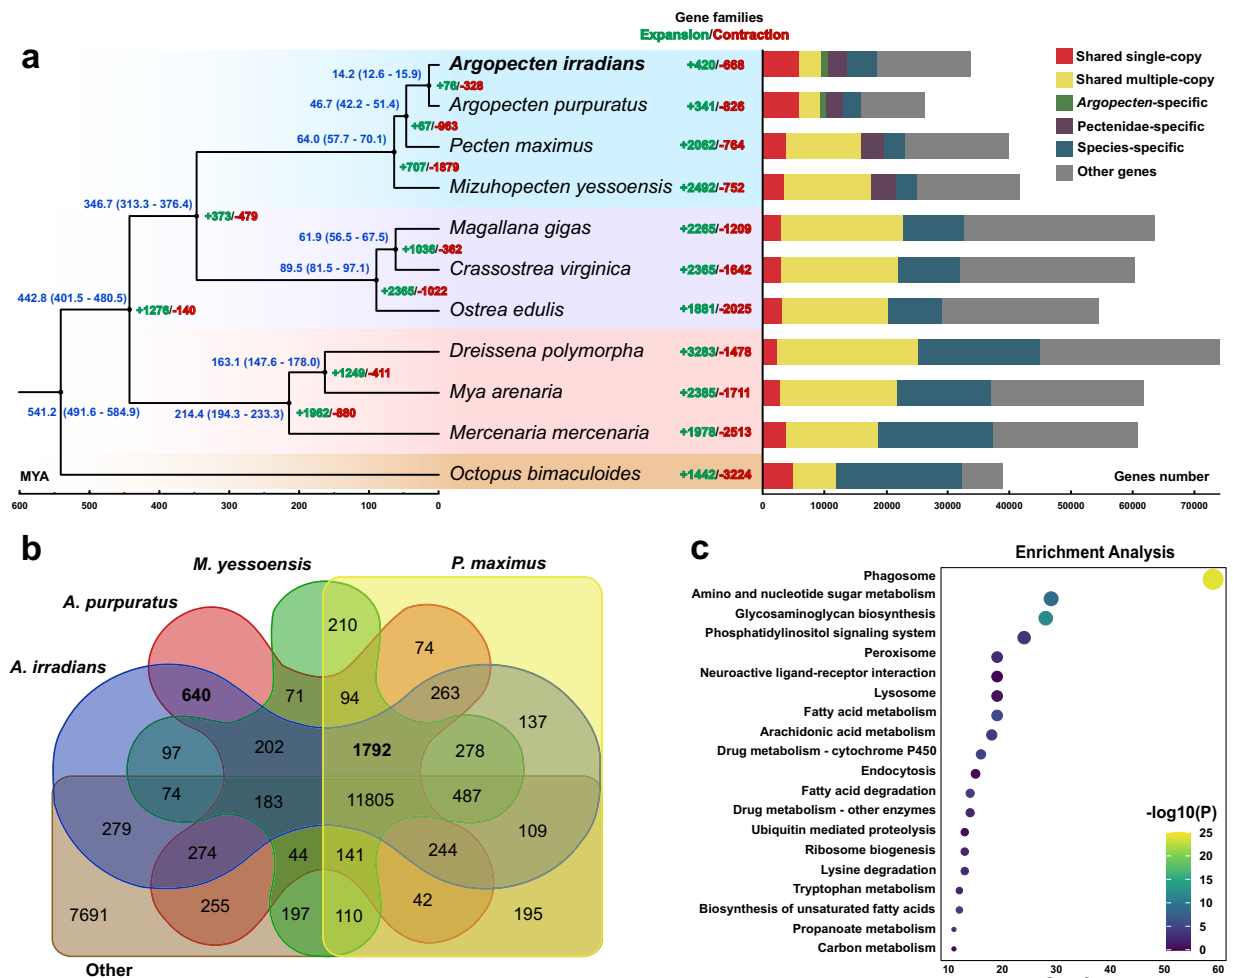 Gene families
Expansion/Contraction
a
Argopecten irradians
Argopecten purpuratus
Pecten maximus
Mizuhopecten yessoensis
Magallana gigas
Crassostrea virginica
Ostrea edulis
Dreissena polymorpha
Mya arenaria
Mercenaria mercenaria
Octopus bimaculoides
+420/-668
+341/-826
+2062/-764
+2492/-752
+2265/-1209
+2365/-1642
+1881/-2025
+3283/-1478
+2385/-1711
+1978/-2513
+1442/-3224
14.2 (12.6 - 15.9)
+76/-328
46.7 (42.2 - 51.4)
+67/-963
64.0 (57.7 - 70.1)
+707/-1879
346.7 (313.3 - 376.4)
+373/-479
61.9 (56.5 - 67.5)
+1036/-362
89.5 (81.5 - 97.1)
+2365/-1022
442.8 (401.5 - 480.5)
+1276/-140
163.1 (147.6 - 178.0)
+1249/-411
214.4 (194.3 - 233.3)
+1962/-880
541.2 (491.6 - 584.9)
MYA
600 500 400 300 200 100 0
Shared single-copy
Shared multiple-copy
Argopecten-specific
Pectenidae-specific
Species-specific
Other genes
Genes number
0 10000 20000 30000 40000 50000 60000 70000
b
M. yessoensis
P. maximus
A. purpuratus
A. irradians
210
74
640
71
94
263
137
97
202
1792
278
74
183
11805
487
279
109
274
44
141
244
7691
255
197
110
42
195
Other
c
Enrichment Analysis
Phagosome
Amino and nucleotide sugar metabolism
Glycosaminoglycan biosynthesis
Phosphatidylinositol signaling system
Peroxisome
Neuroactive ligand-receptor interaction
Lysosome
Fatty acid metabolism
Arachidonic acid metabolism
Drug metabolism - cytochrome P450
Endocytosis
Fatty acid degradation
Drug metabolism - other enzymes
Ubiquitin mediated proteolysis
Ribosome biogenesis
Lysine degradation
Tryptophan metabolism
Biosynthesis of unsaturated fatty acids
Propanoate metabolism
Carbon metabolism
-log10(P)
25
20
15
10
5
0
10 20 30 40 50 60